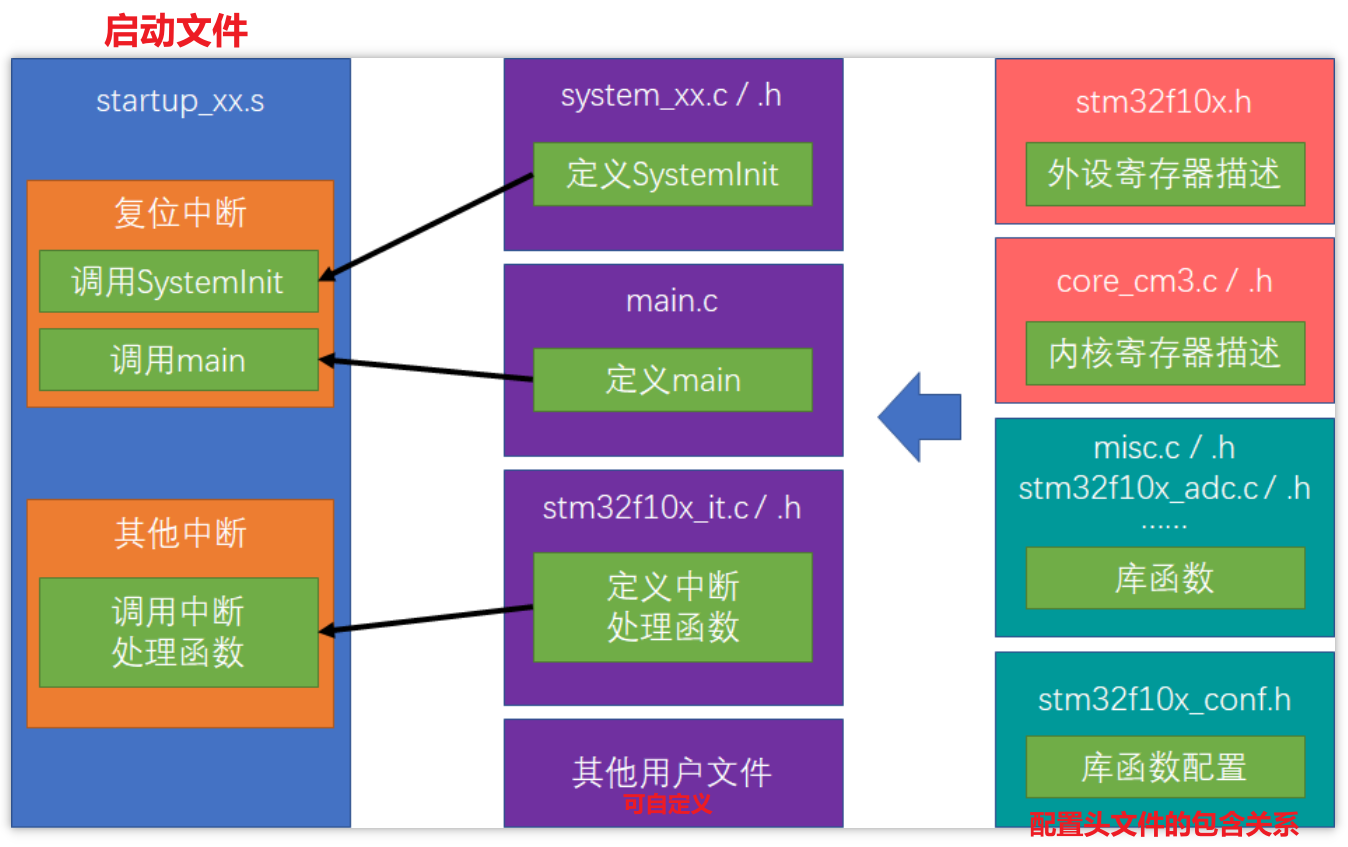 启动文件
startup_xx.s
复位中断
调用SystemInit
调用main
其他中断
调用中断
处理函数
system_xx.c / .h
定义SystemInit
main.c
定义main
stm32f10x_it.c / .h
定义中断
处理函数
其他用户文件
可自定义
stm32f10x.h
外设寄存器描述
core_cm3.c / .h
内核寄存器描述
misc.c / .h
stm32f10x_adc.c / .h
……
库函数
stm32f10x_conf.h
库函数配置
配置头文件的包含关系